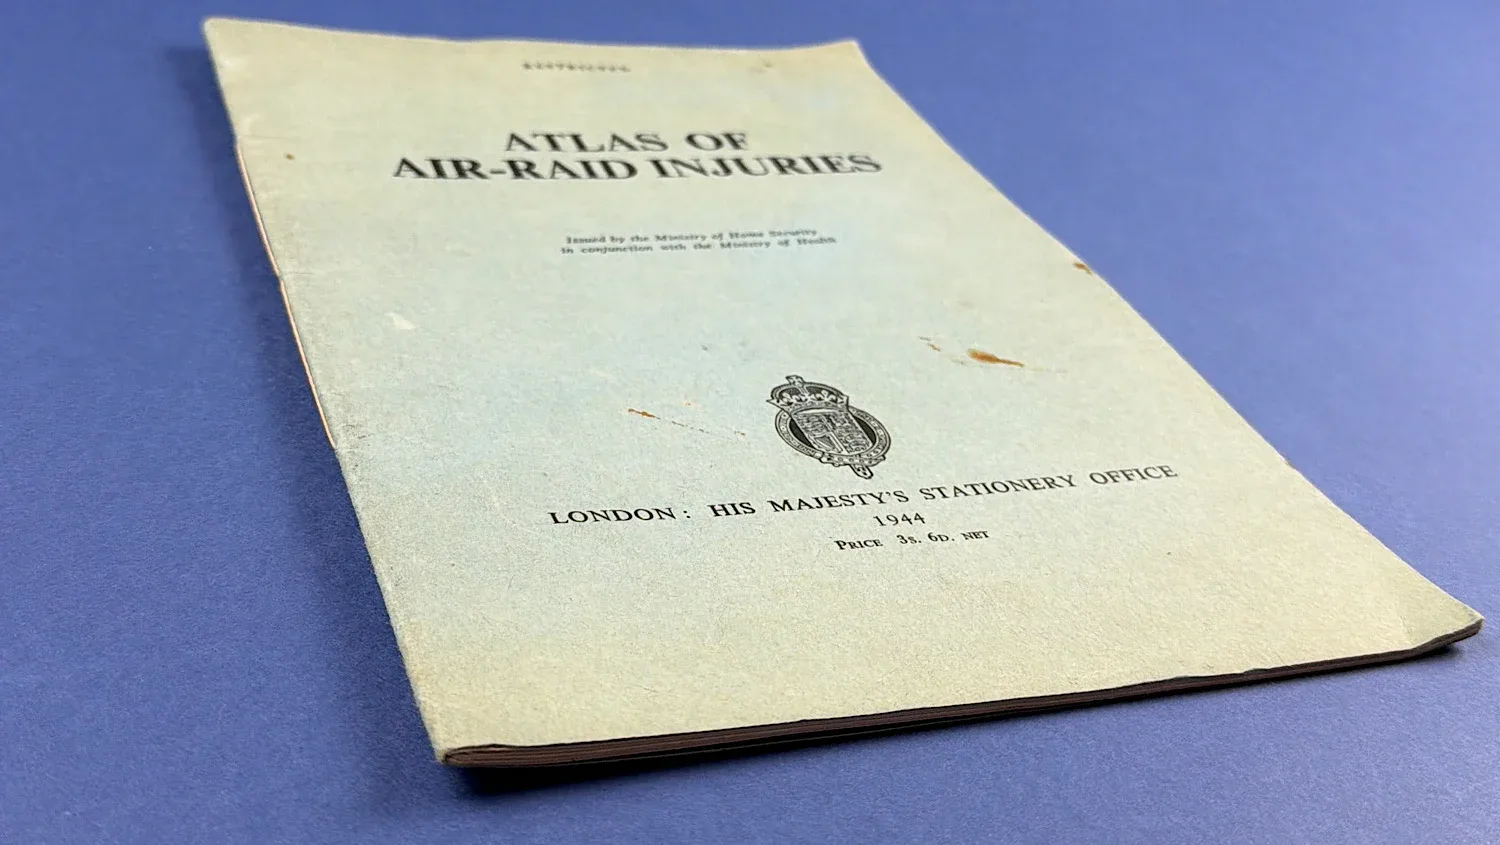 RESTRICTED
ATLAS OF
AIR-RAID INJURIES
Issued by the Ministry of Home Security
in conjunction with the Ministry of Health
LONDON: HIS MAJESTY'S STATIONERY OFFICE
1944
PRICE 3S. 6D. NET